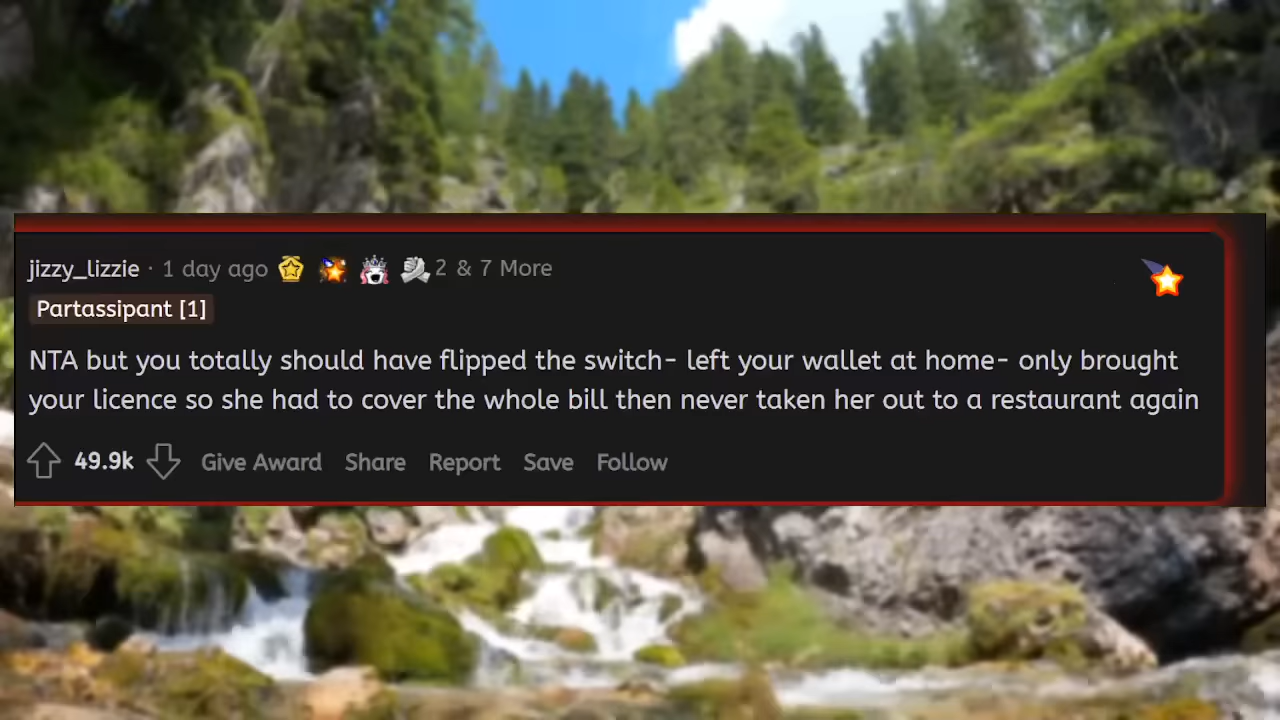 jizzy_lizzie · 1 day ago 2 & 7 More
Partassipant [1]
NTA but you totally should have flipped the switch- left your wallet at home- only brought
your licence so she had to cover the whole bill then never taken her out to a restaurant again
49.9k Give Award Share Report Save Follow